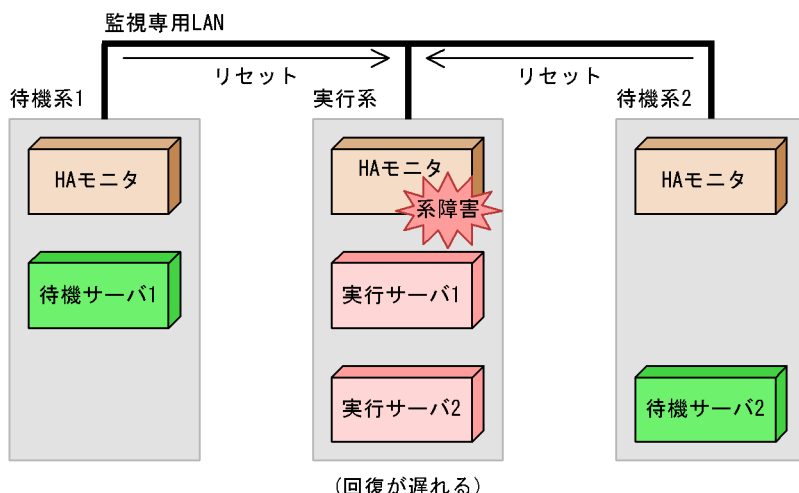 監視専用LAN
リセット
リセット
待機系1
実行系
待機系2
HAモニタ
HAモニタ
HAモニタ
系障害
待機サーバ1
実行サーバ1
実行サーバ2
待機サーバ2
(回復が遅れる)